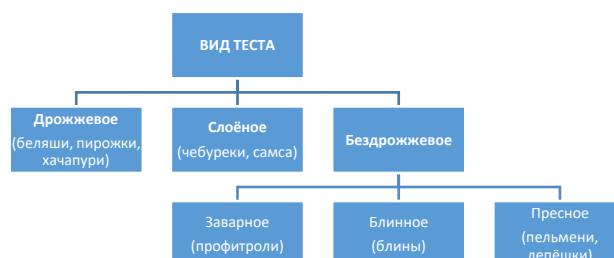 ВИД ТЕСТА
Дрожжевое
(беляши, пирожки,
хачапури)
Слоёное
(чебуреки, самса)
Бездрожжевое
Заварное
(профитроли)
Блинное
(блины)
Пресное
(пельмени,
лепёшки)